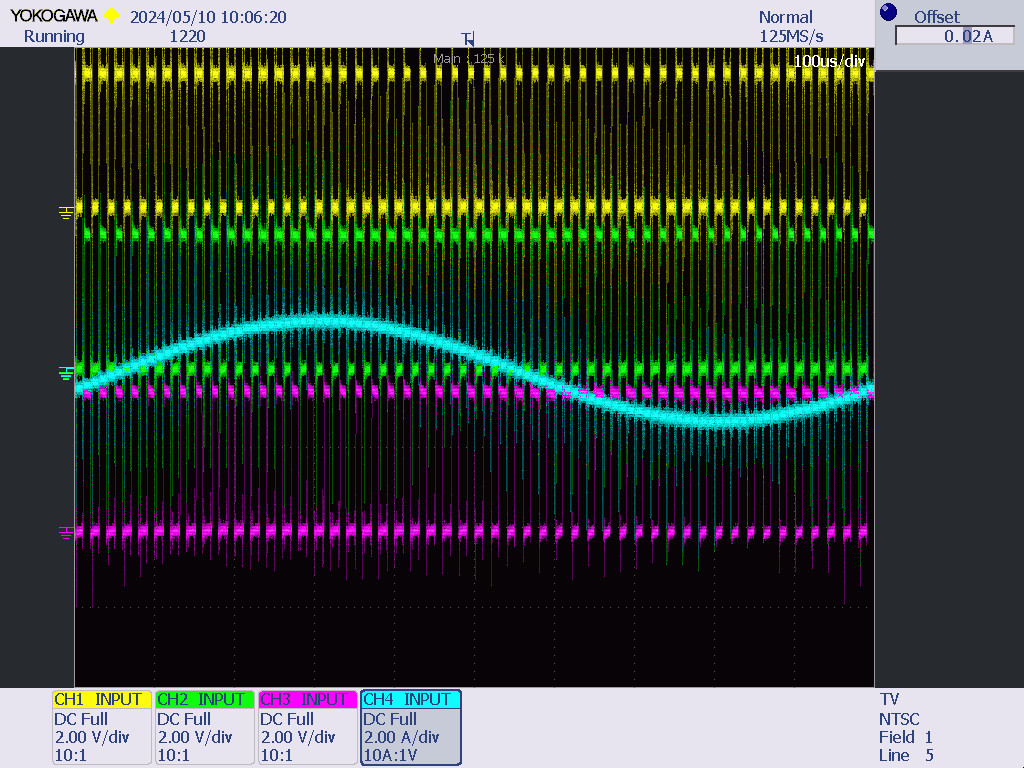 YOKOGAWA 2024/05/10 10:06:20
Running 1220
Normal
125MS/s
Offset
0.02A
T
Main : 125 k
100us/div
CH1 INPUT
DC Full
2.00 V/div
10:1
CH2 INPUT
DC Full
2.00 V/div
10:1
CH3 INPUT
DC Full
2.00 V/div
10:1
CH4 INPUT
DC Full
2.00 A/div
10A:1V
TV
NTSC
Field 1
Line 5